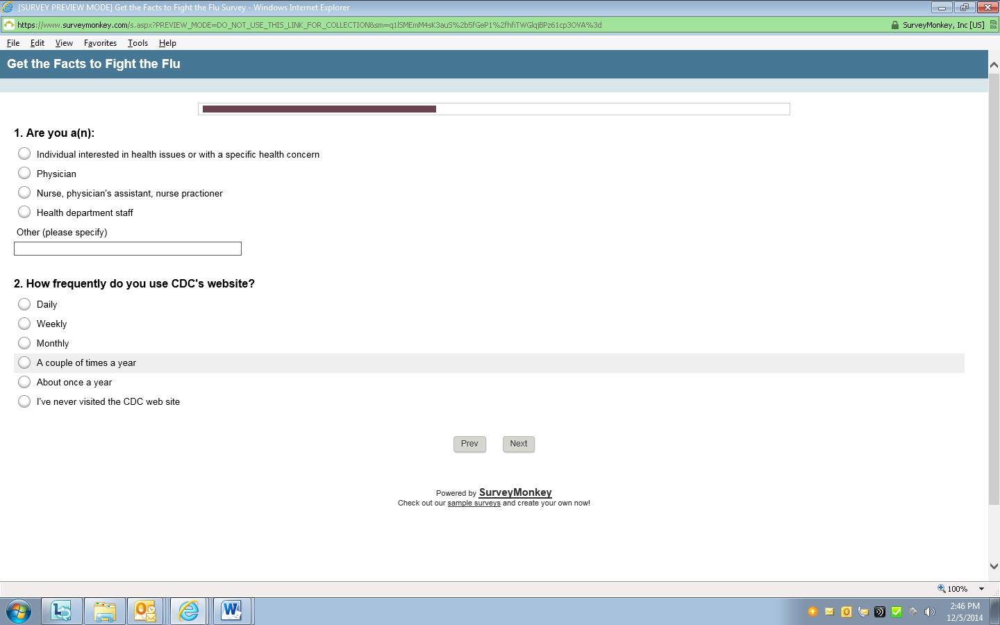 [SURVEY PREVIEW MODE] Get the Facts to Fight the Flu Survey - Windows Internet Explorer
https://www.surveymonkey.com/s.aspx?PREVIEW_MODE=DO_NOT_USE_THIS_LINK_FOR_COLLECTION&sm=q1lSMEmM4sK3auS%2b5fGeP1%2fhfiTWGlqjBPz61cp3OVA%3d SurveyMonkey, Inc [US]
File Edit View Favorites Tools Help
Get the Facts to Fight the Flu
1. Are you a(n):
Individual interested in health issues or with a specific health concern
Physician
Nurse, physician's assistant, nurse practioner
Health department staff
Other (please specify)
2. How frequently do you use CDC's website?
Daily
Weekly
Monthly
A couple of times a year
About once a year
I've never visited the CDC web site
Prev Next
Powered by SurveyMonkey
Check out our sample surveys and create your own now!
100%
2:46 PM
12/5/2014